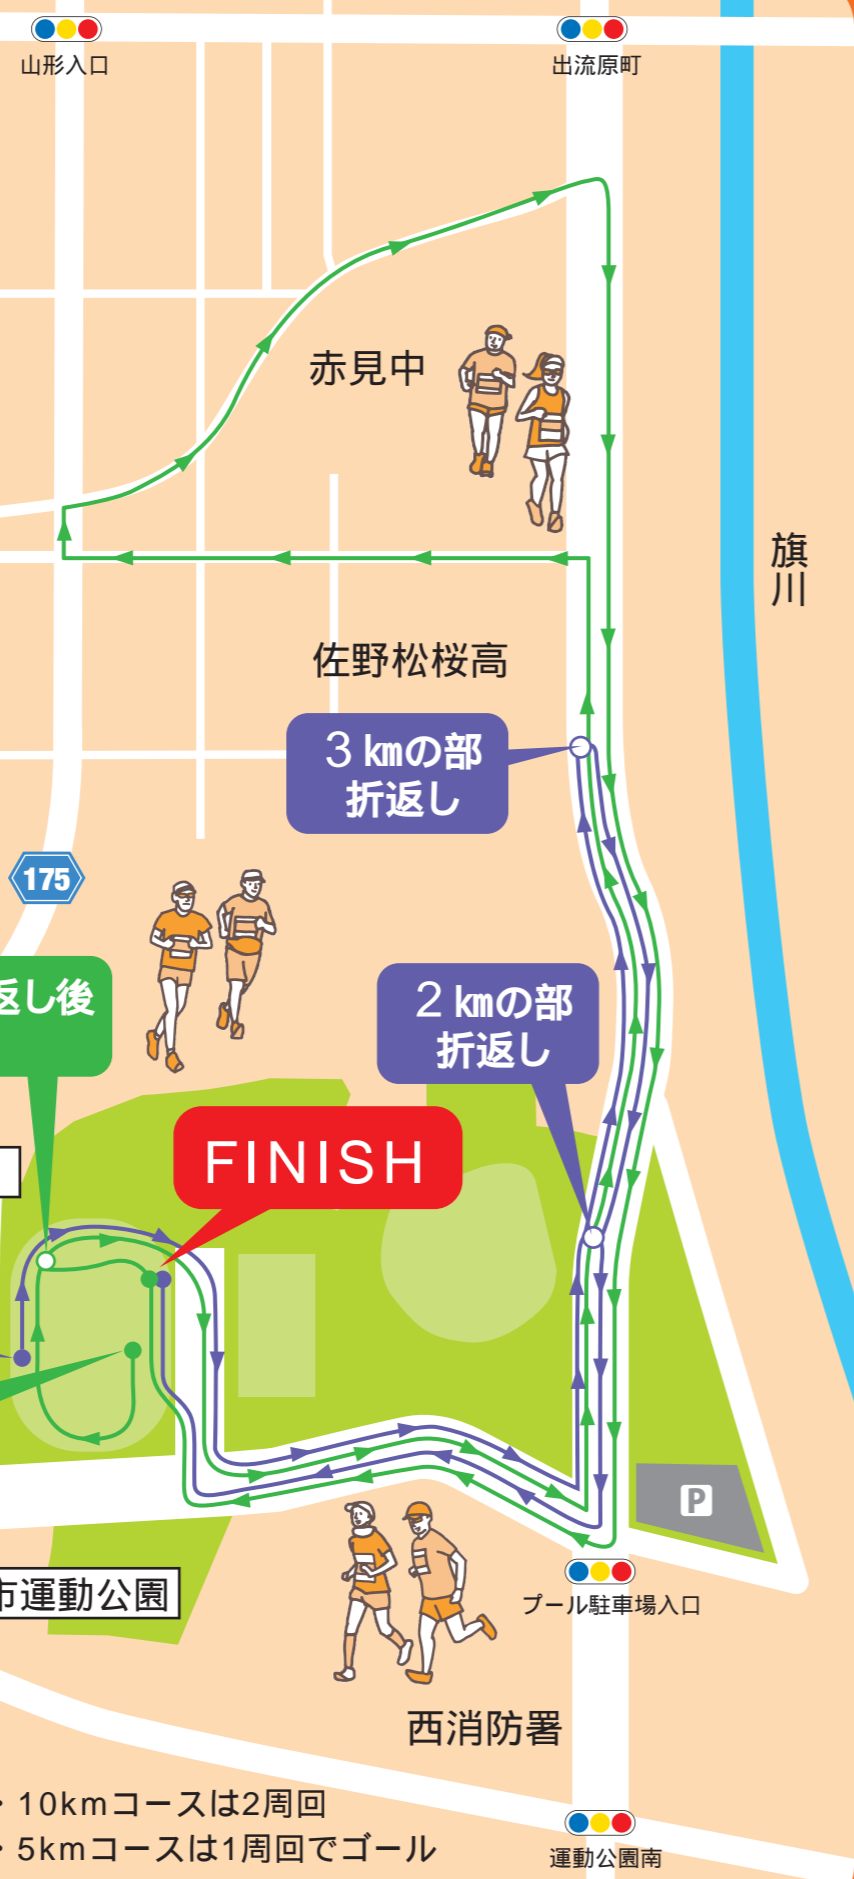 山形入口
出流原町
赤見中
旗川
佐野松桜高
3㎞の部
折返し
175
返し後
2㎞の部
折返し
FINISH
P
市運動公園
プール駐車場入口
西消防署
・10kmコースは2周回
・5kmコースは1周回でゴール
運動公園南